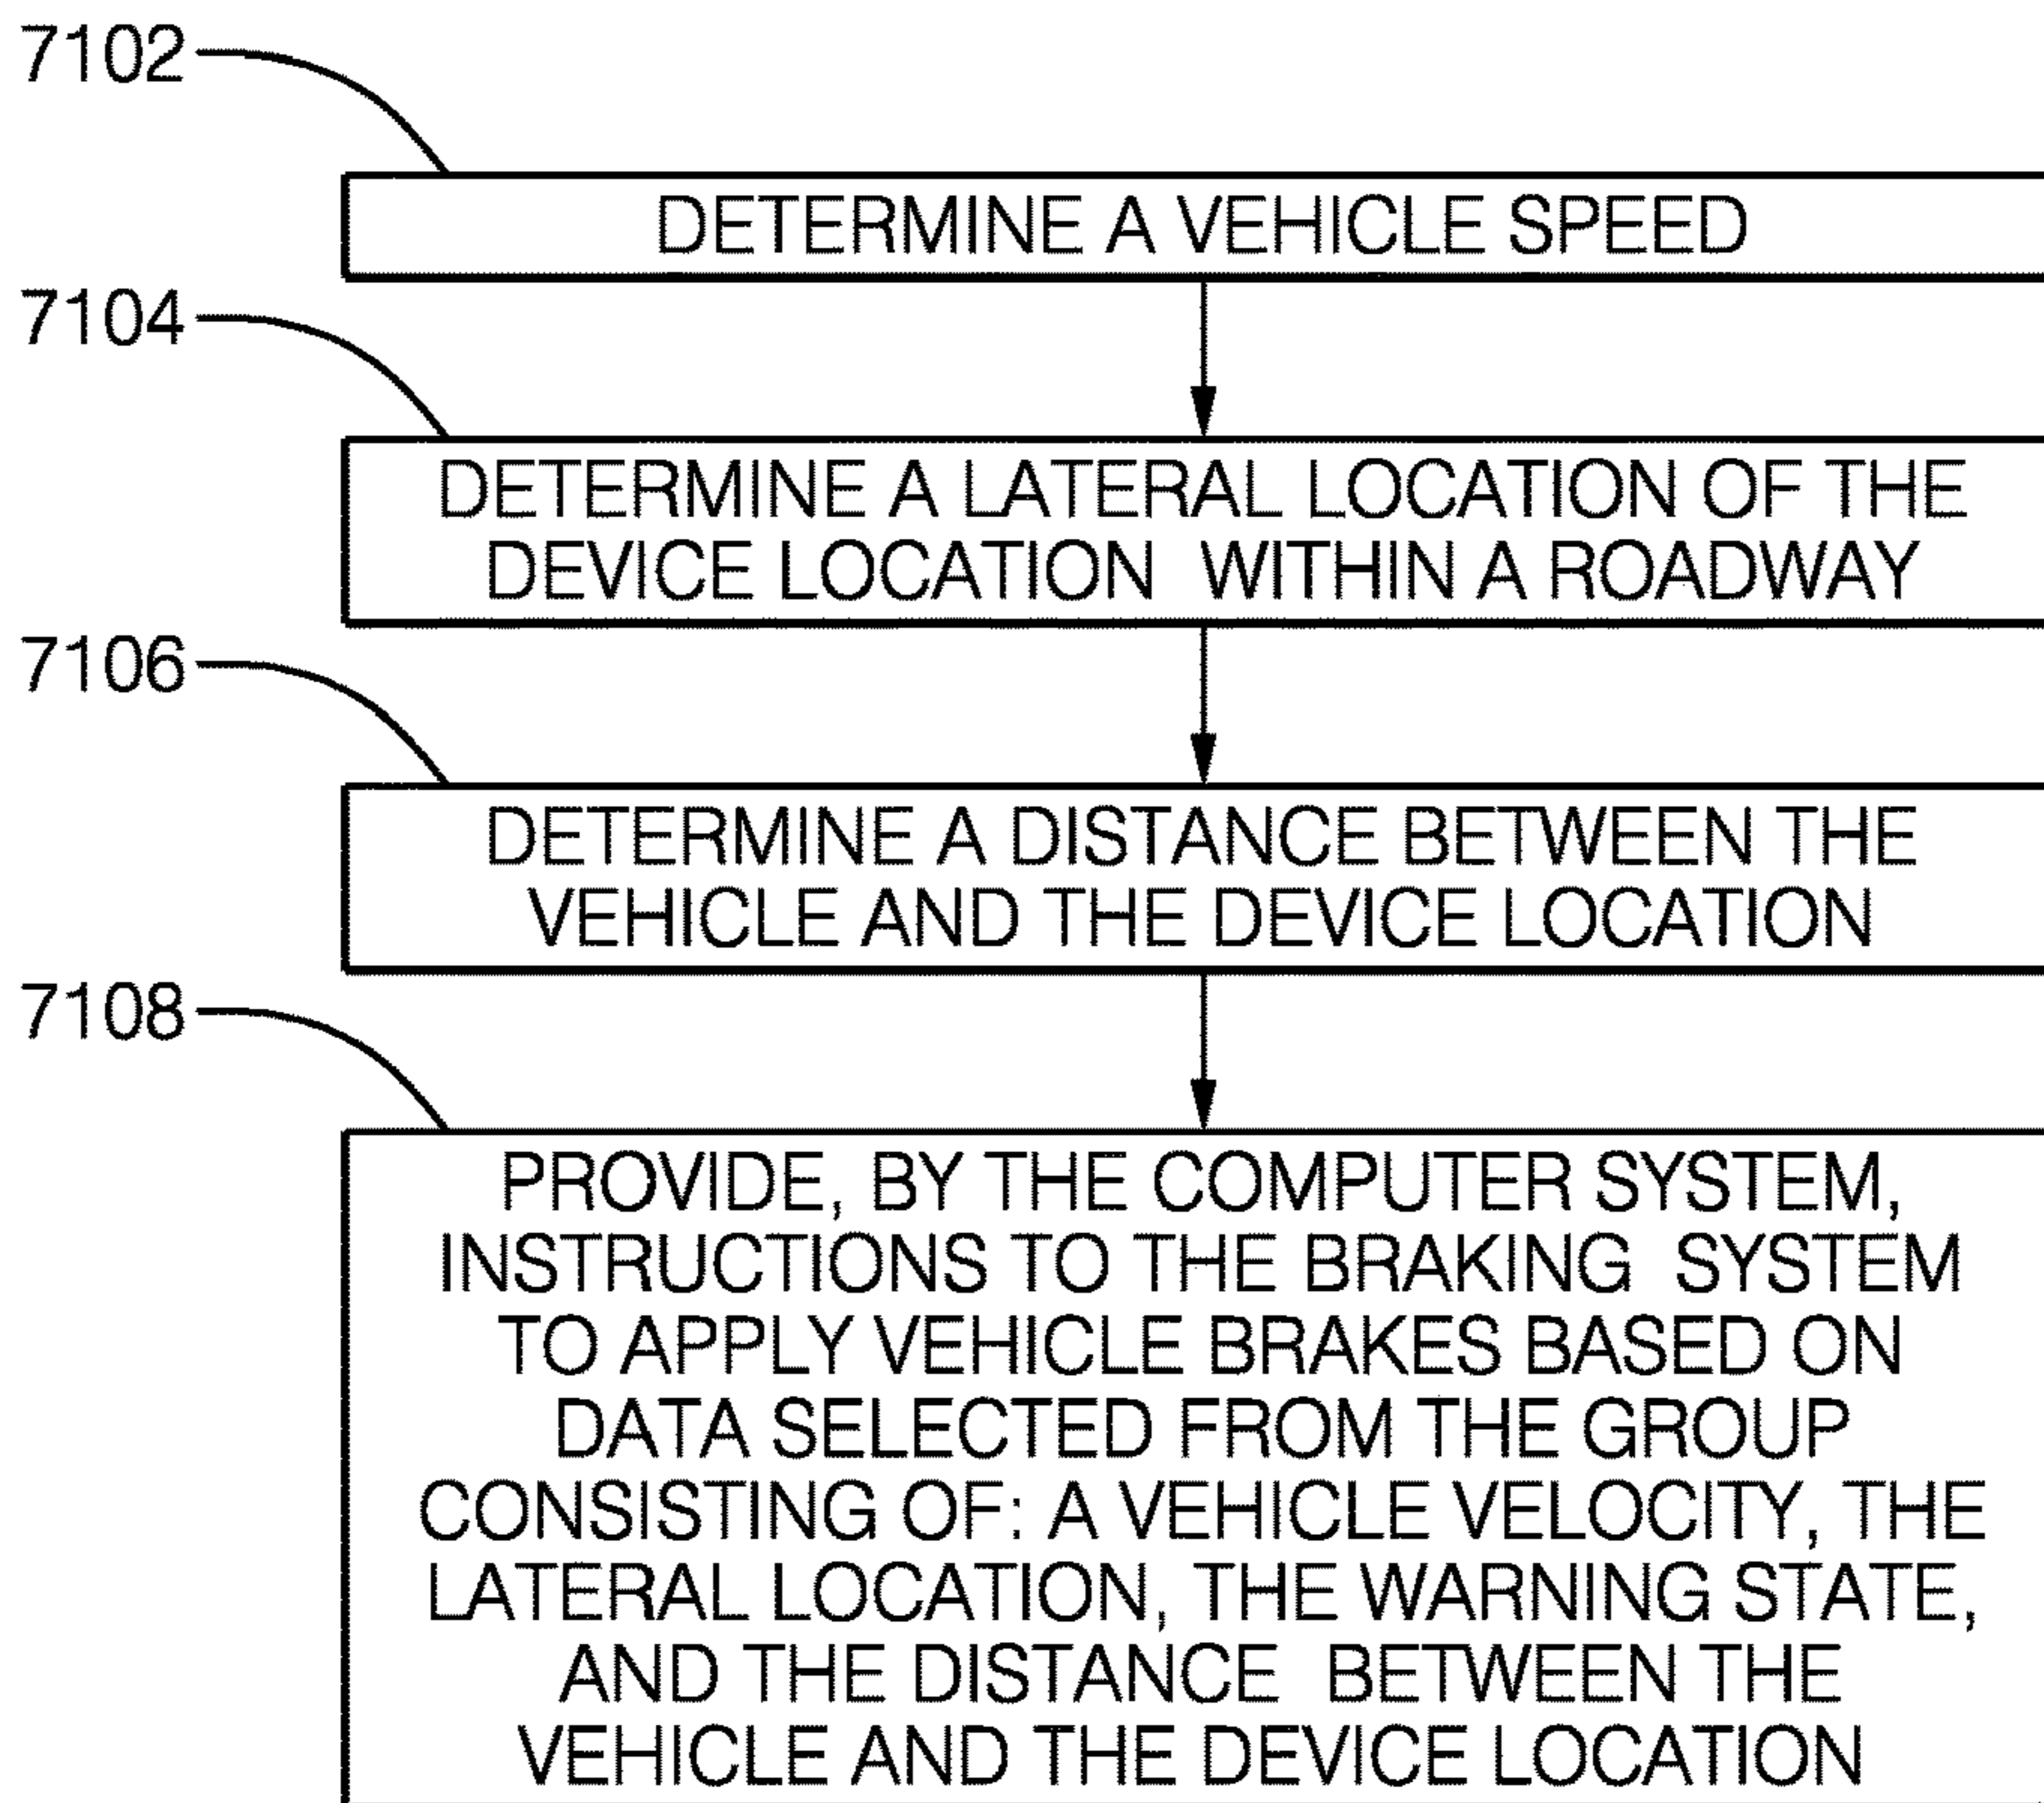 7102
DETERMINE A VEHICLE SPEED
7104
DETERMINE A LATERAL LOCATION OF THE
DEVICE LOCATION WITHIN A ROADWAY
7106
DETERMINE A DISTANCE BETWEEN THE
VEHICLE AND THE DEVICE LOCATION
7108
PROVIDE, BY THE COMPUTER SYSTEM,
INSTRUCTIONS TO THE BRAKING SYSTEM
TO APPLY VEHICLE BRAKES BASED ON
DATA SELECTED FROM THE GROUP
CONSISTING OF: A VEHICLE VELOCITY, THE
LATERAL LOCATION, THE WARNING STATE,
AND THE DISTANCE BETWEEN THE
VEHICLE AND THE DEVICE LOCATION